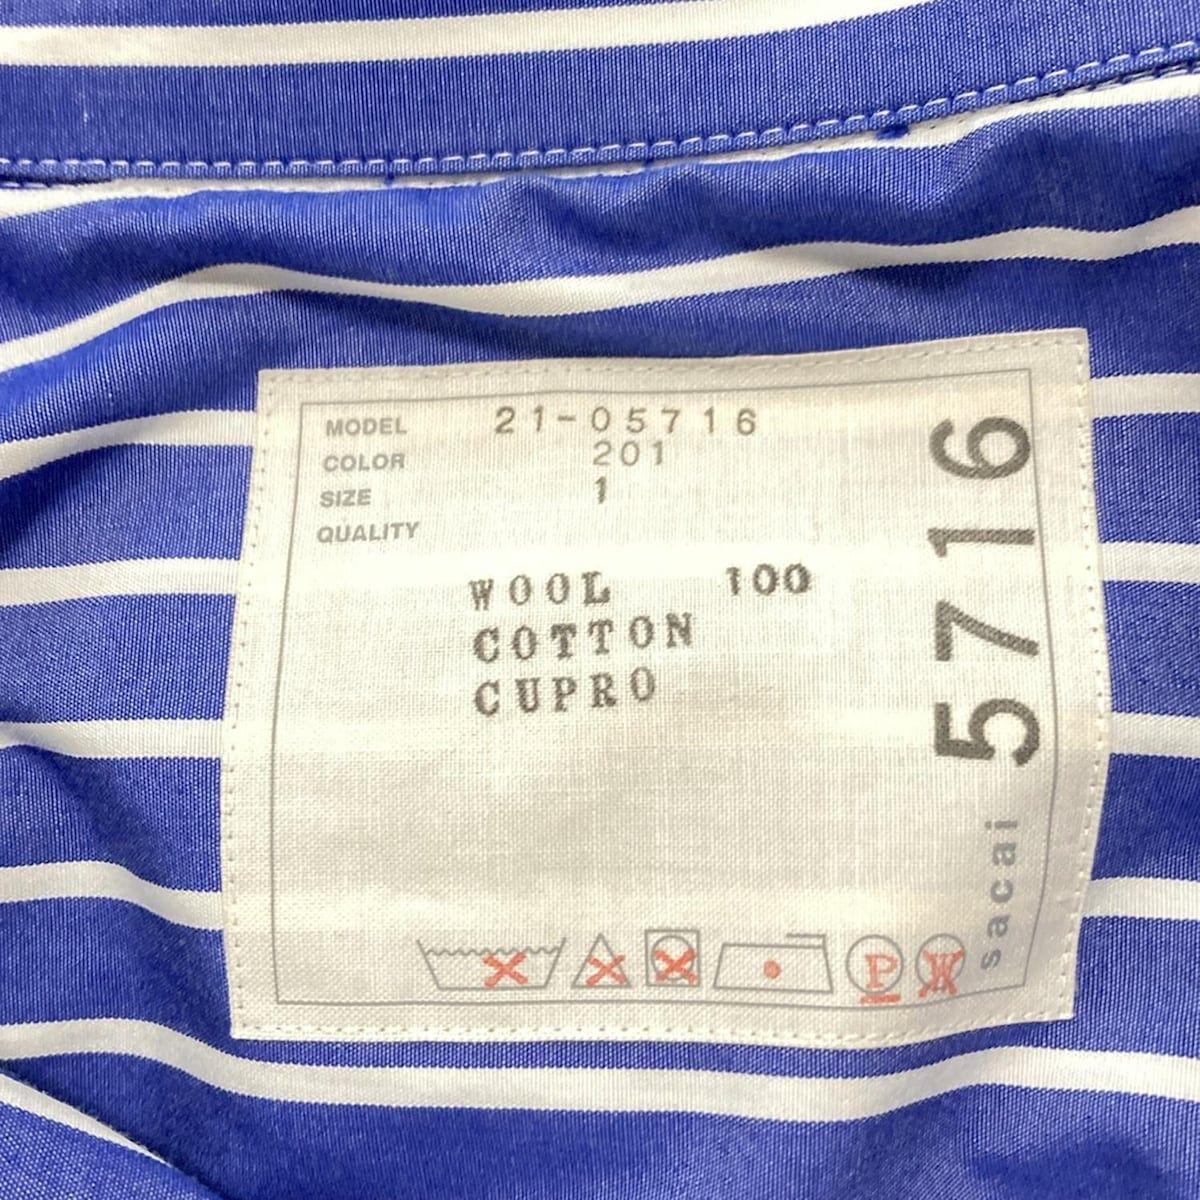 MODEL 21-05716
COLOR 201
SIZE 1
QUALITY
WOOL 100
COTTON
CUPRO
P
W
5716
sacai